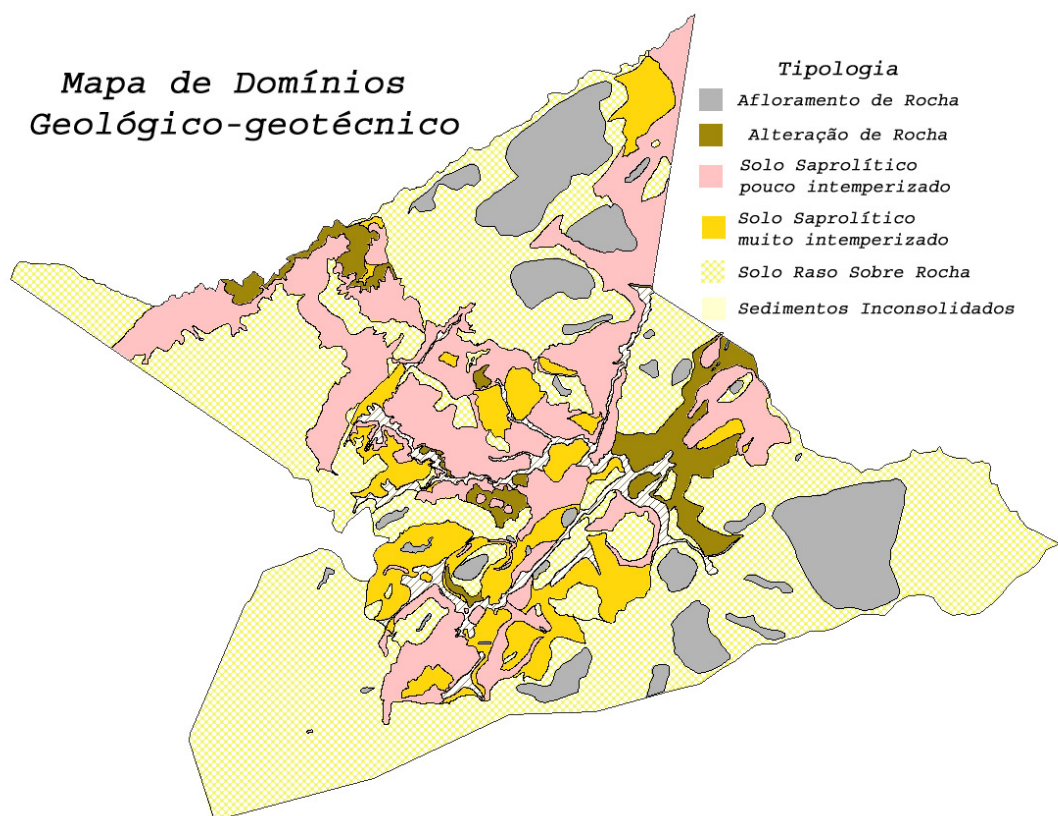 Mapa de Domínios
Geológico-geotécnico
Tipologia
Afloramento de Rocha
Alteração de Rocha
Solo Saprolítico
pouco intemperizado
Solo Saprolítico
muito intemperizado
Solo Raso Sobre Rocha
Sedimentos Inconsolidados